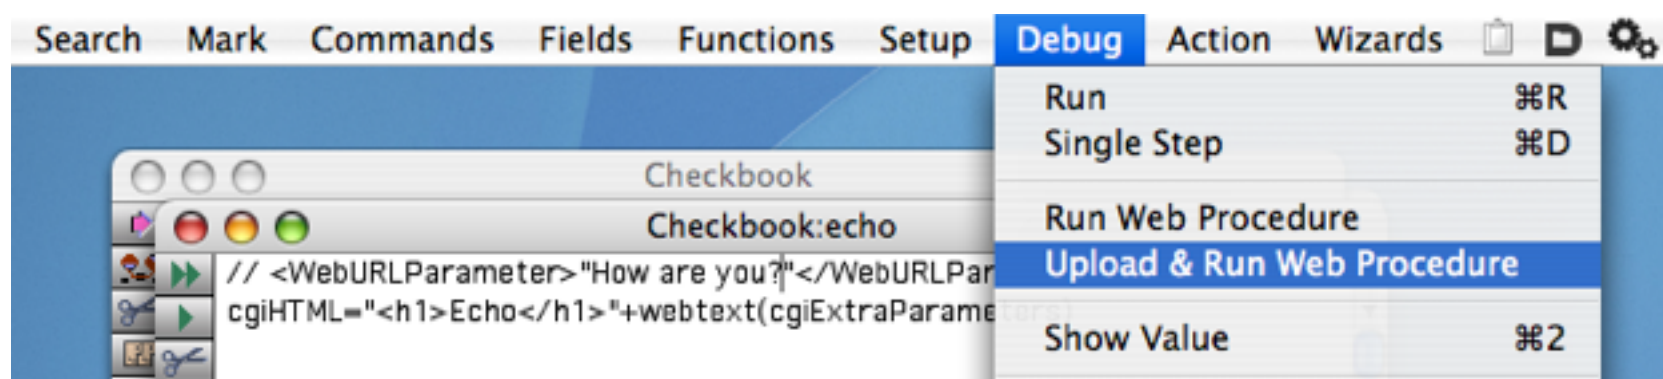 Search Mark Commands Fields Functions Setup Debug Action Wizards
Run ⌘R
Single Step ⌘D
Checkbook
Run Web Procedure
Checkbook:echo
Upload & Run Web Procedure
// <WebURLParameter>"How are you?"</WebURLPar
cgiHTML="<h1>Echo</h1>"+webtext(cgiExtraParameters)
Show Value ⌘2